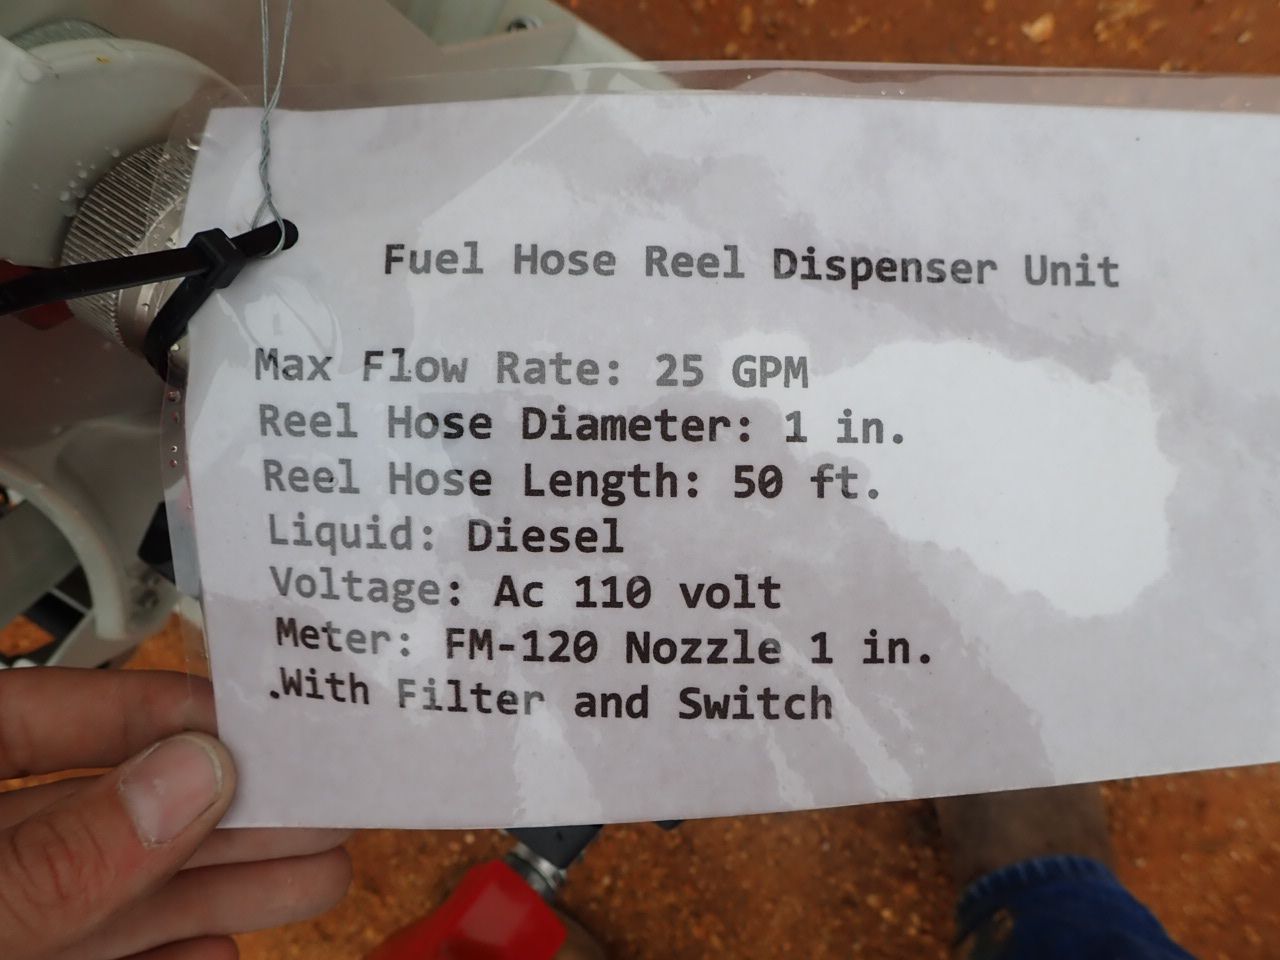 Fuel Hose Reel Dispenser Unit
Max Flow Rate: 25 GPM
Reel Hose Diameter: 1 in.
Reel Hose Length: 50 ft.
Liquid: Diesel
Voltage: Ac 110 volt
Meter: FM-120 Nozzle 1 in.
.With Filter and Switch